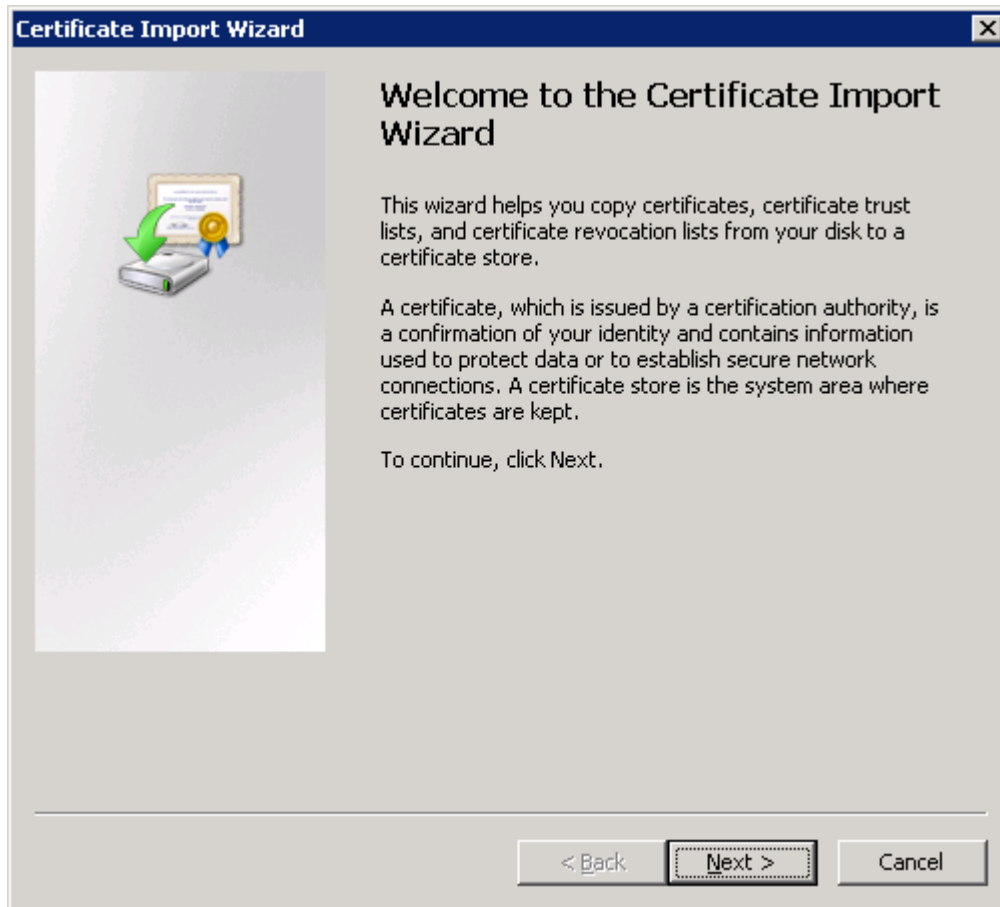 Certificate Import Wizard
Welcome to the Certificate Import
Wizard
This wizard helps you copy certificates, certificate trust
lists, and certificate revocation lists from your disk to a
certificate store.
A certificate, which is issued by a certification authority, is
a confirmation of your identity and contains information
used to protect data or to establish secure network
connections. A certificate store is the system area where
certificates are kept.
To continue, click Next.
< Back
Next >
Cancel